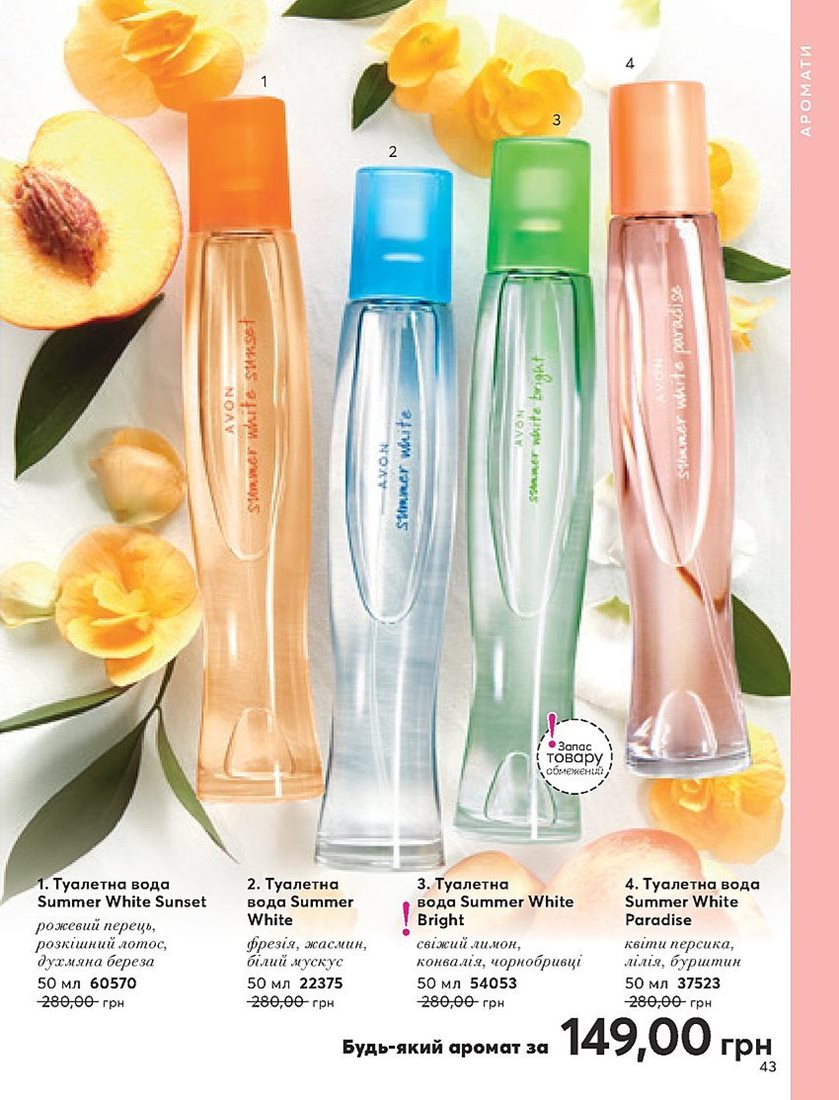 АРОМАТИ
1
2
3
4
AVON
summer white sunset
AVON
summer white
AVON
summer white bright
AVON
summer white paradise
!
Запас
товару
обмежений
1. Туалетна вода
Summer White Sunset
рожевий перець,
розкішний лотос,
духмяна береза
50 мл 60570
280,00 грн
2. Туалетна
вода Summer
White
фрезія, жасмин,
білий мускус
50 мл 22375
280,00 грн
!
3. Туалетна
вода Summer White
Bright
свіжий лимон,
конвалія, чорнобривці
50 мл 54053
280,00 грн
4. Туалетна вода
Summer White
Paradise
квіти персика,
лілія, бурштин
50 мл 37523
280,00 грн
Будь-який аромат за 149,00 грн
43